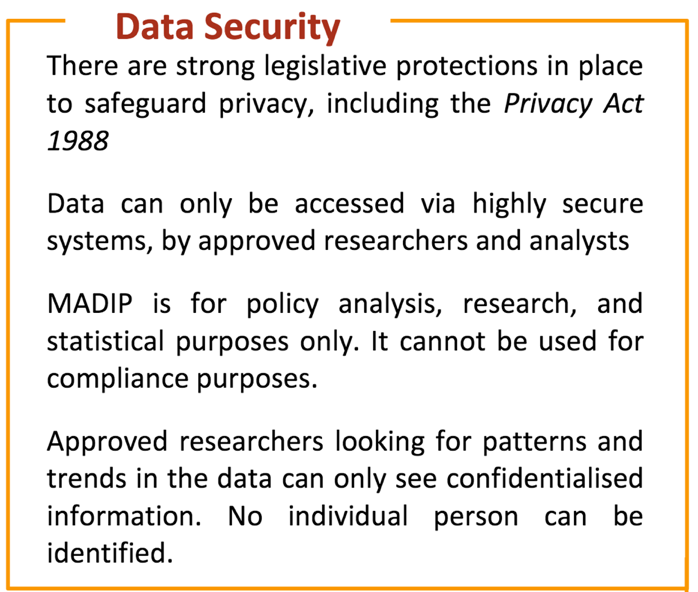 Data Security
There are strong legislative protections in place
to safeguard privacy, including the Privacy Act
1988
Data can only be accessed via highly secure
systems, by approved researchers and analysts
MADIP is for policy analysis, research, and
statistical purposes only. It cannot be used for
compliance purposes.
Approved researchers looking for patterns and
trends in the data can only see confidentialised
information. No individual person can be
identified.